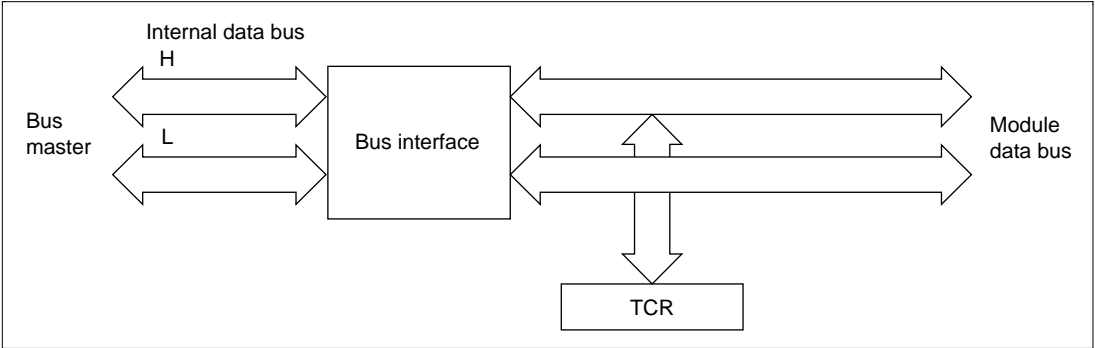 Internal data bus
H
Bus
master
L
Bus interface
Module
data bus
TCR